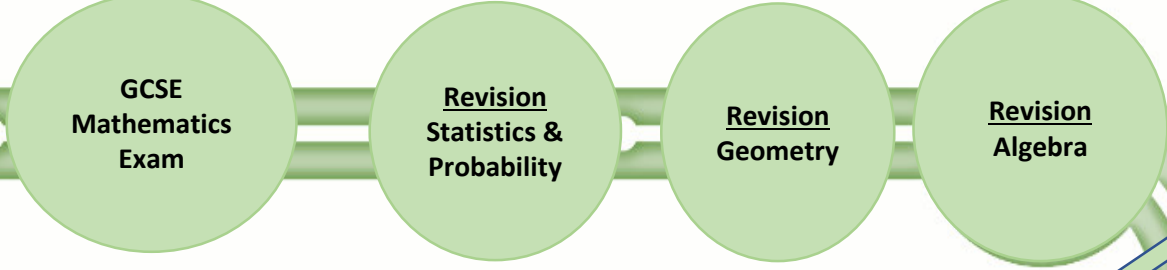 GCSE
Mathematics
Exam
Revision
Statistics &
Probability
Revision
Geometry
Revision
Algebra